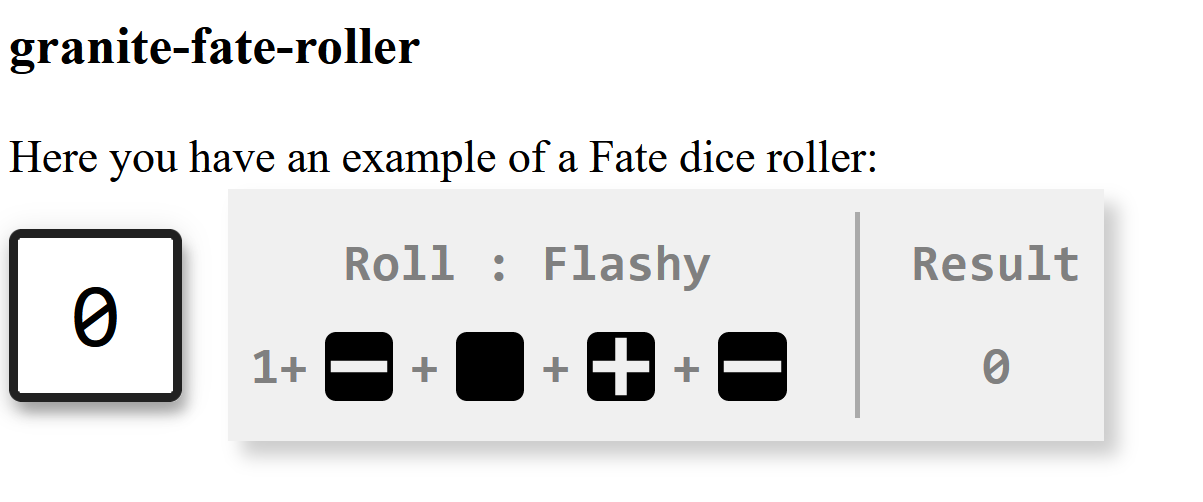 granite-fate-roller
Here you have an example of a Fate dice roller:
0
Roll : Flashy
Result
1+ − + + + + −
0